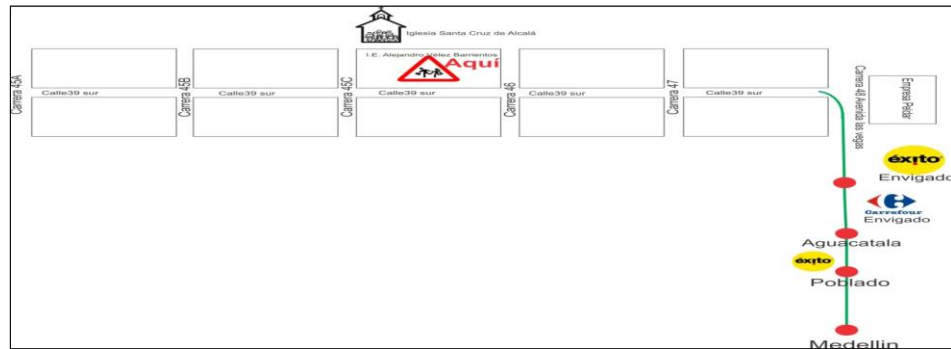 Iglesia Santa Cruz de Alcalá
I.E. Alejandro Vélez Barrientos
Aquí
Carrera 45A
Calle39 sur
Carrera 45B
Calle39 sur
Carrera 45C
Calle39 sur
Carrera 46
Calle39 sur
Carrera 47
Calle39 sur
Carrera 48 Avenida las vegas
Empresa Peldar
éxito
Envigado
Carrefour
Envigado
Aguacatala
éxito
Poblado
Medellin